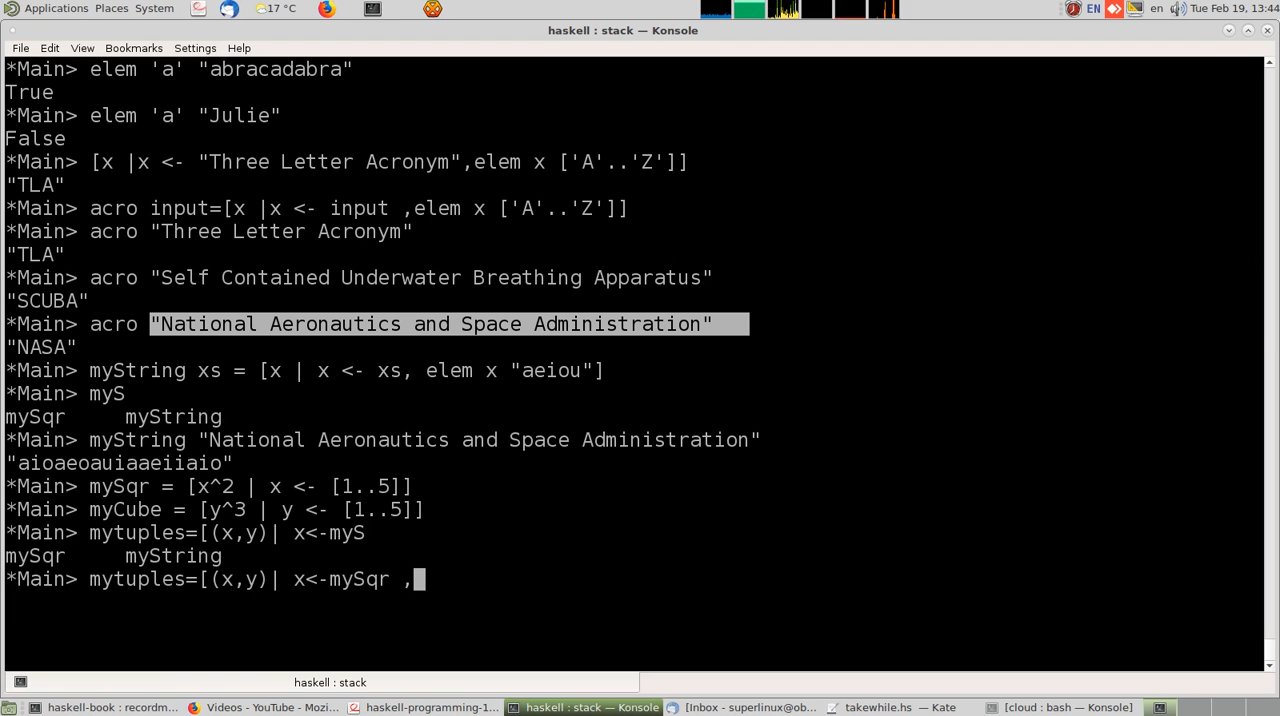 Applications Places System 17 °C EN en Tue Feb 19, 13:44
haskell : stack — Konsole
File Edit View Bookmarks Settings Help
*Main> elem 'a' "abracadabra"
True
*Main> elem 'a' "Julie"
False
*Main> [x |x <- "Three Letter Acronym",elem x ['A'..'Z']]
"TLA"
*Main> acro input=[x |x <- input ,elem x ['A'..'Z']]
*Main> acro "Three Letter Acronym"
"TLA"
*Main> acro "Self Contained Underwater Breathing Apparatus"
"SCUBA"
*Main> acro "National Aeronautics and Space Administration"
"NASA"
*Main> myString xs = [x | x <- xs, elem x "aeiou"]
*Main> myS
mySqr     myString
*Main> myString "National Aeronautics and Space Administration"
"aioaeoauiaaeiiaio"
*Main> mySqr = [x^2 | x <- [1..5]]
*Main> myCube = [y^3 | y <- [1..5]]
*Main> mytuples=[(x,y)| x<-myS
mySqr     myString
*Main> mytuples=[(x,y)| x<-mySqr ,
haskell : stack
haskell-book : recordm... Videos - YouTube - Mozi... haskell-programming-1... haskell : stack — Konsole [Inbox - superlinux@ob... takewhile.hs — Kate [cloud : bash — Konsole]